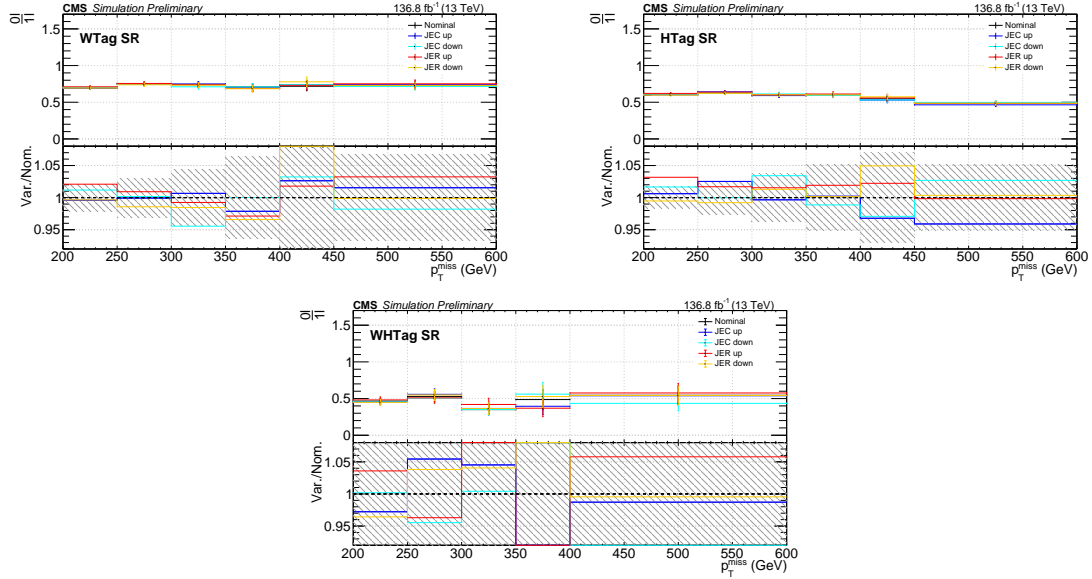 CMS Simulation Preliminary 136.8 fb⁻¹ (13 TeV)
0l
1l
WTag SR
Nominal
JEC up
JEC down
JER up
JER down
1.5
1
0.5
0
Var./Nom.
1.05
1
0.95
200 250 300 350 400 450 500 550 600
p_T^miss (GeV)
CMS Simulation Preliminary 136.8 fb⁻¹ (13 TeV)
0l
1l
HTag SR
Nominal
JEC up
JEC down
JER up
JER down
1.5
1
0.5
0
Var./Nom.
1.05
1
0.95
200 250 300 350 400 450 500 550 600
p_T^miss (GeV)
CMS Simulation Preliminary 136.8 fb⁻¹ (13 TeV)
0l
1l
WHTag SR
Nominal
JEC up
JEC down
JER up
JER down
1.5
1
0.5
0
Var./Nom.
1.05
1
0.95
200 250 300 350 400 450 500 550 600
p_T^miss (GeV)